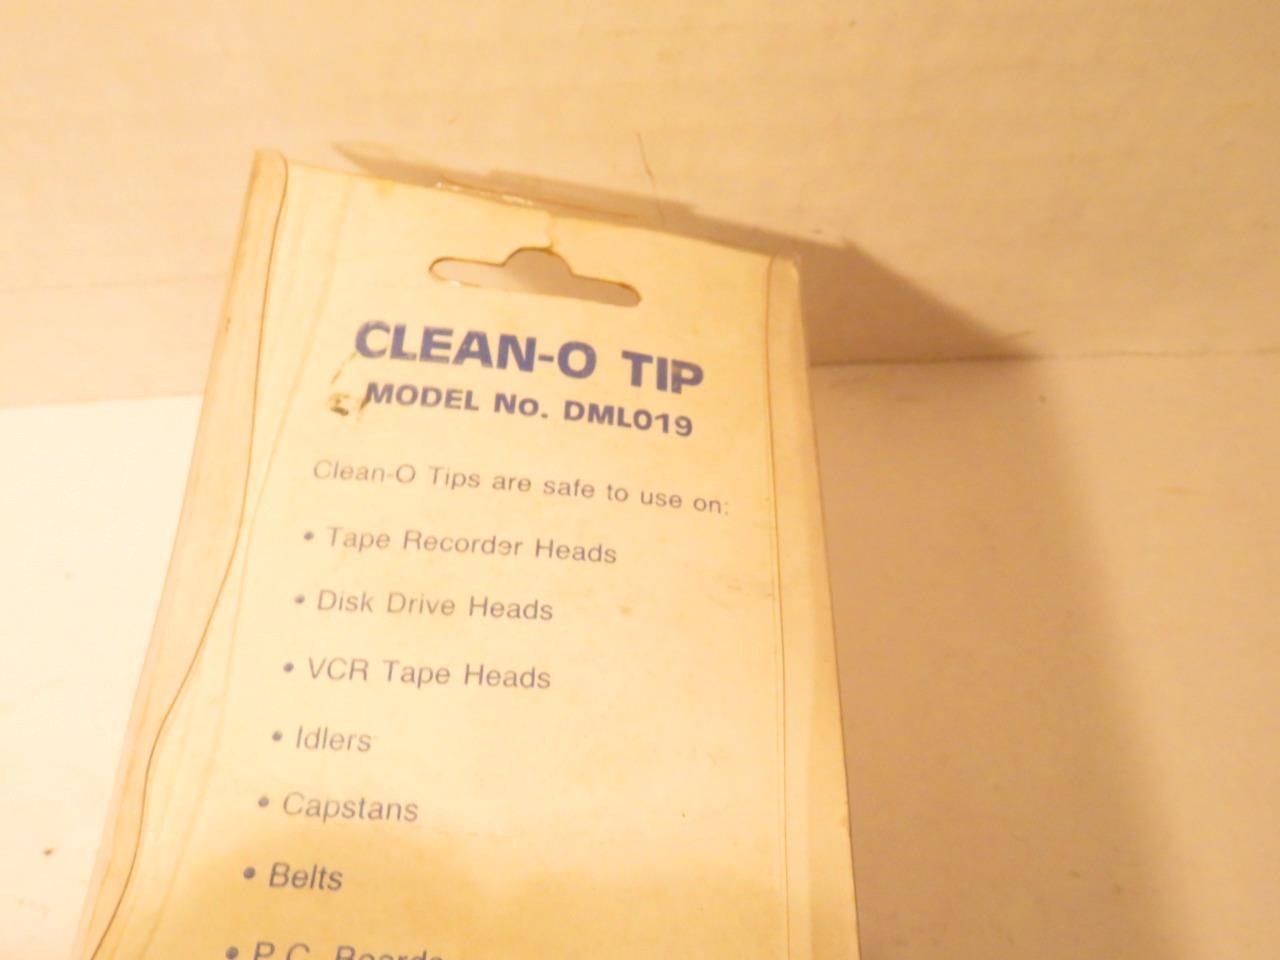 CLEAN-O TIP
MODEL No. DML019
Clean-O Tips are safe to use on:
• Tape Recorder Heads
• Disk Drive Heads
• VCR Tape Heads
• Idlers
• Capstans
• Belts
• P.C. Boards